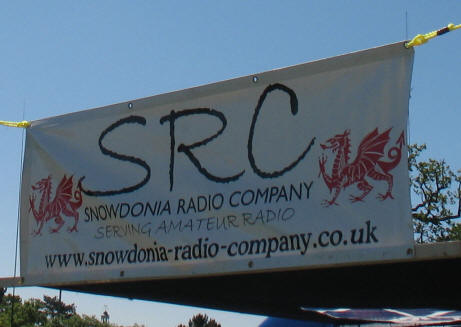 SRC
SNOWDONIA RADIO COMPANY
SERVING AMATEUR RADIO
www.snowdonia-radio-company.co.uk